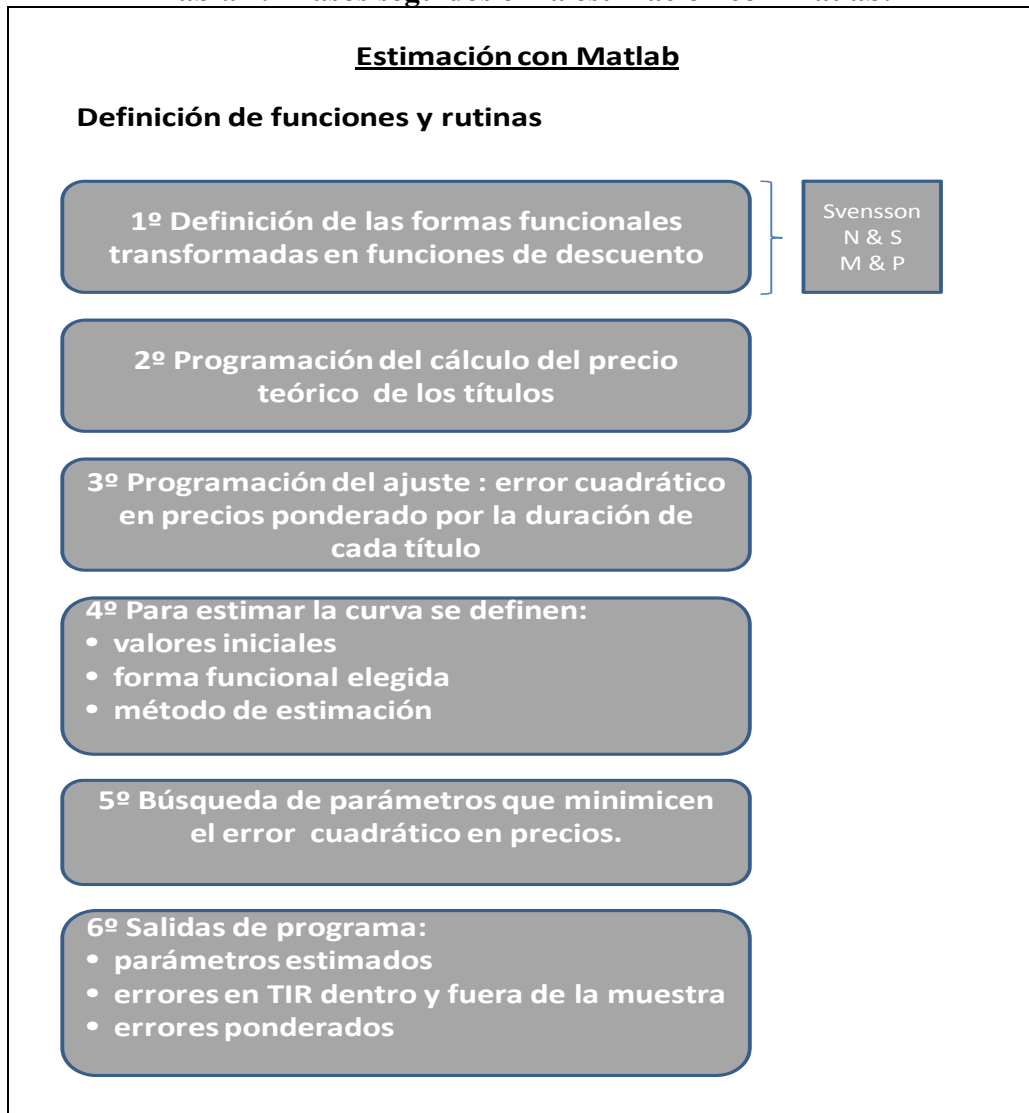 Estimación con Matlab
Definición de funciones y rutinas
1º Definición de las formas funcionales
transformadas en funciones de descuento
Svensson
N & S
M & P
2º Programación del cálculo del precio
teórico de los títulos
3º Programación del ajuste : error cuadrático
en precios ponderado por la duración de
cada título
4º Para estimar la curva se definen:
• valores iniciales
• forma funcional elegida
• método de estimación
5º Búsqueda de parámetros que minimicen
el error cuadrático en precios.
6º Salidas de programa:
• parámetros estimados
• errores en TIR dentro y fuera de la muestra
• errores ponderados